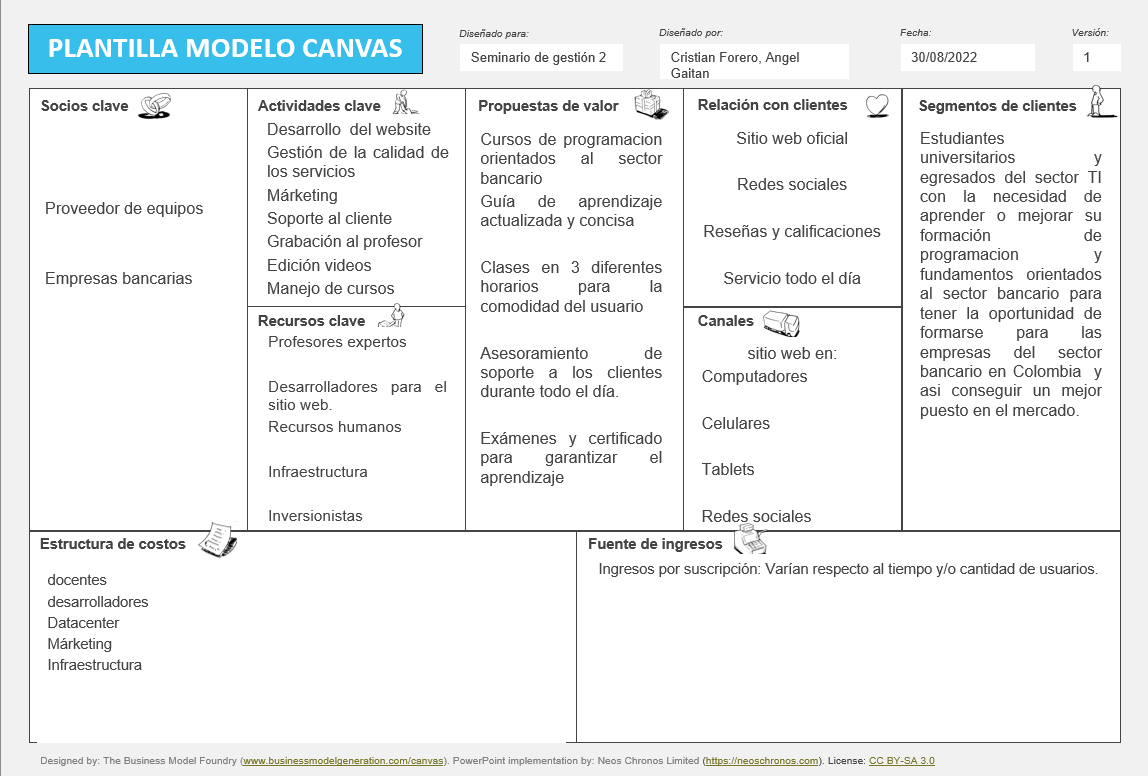 PLANTILLA MODELO CANVAS
Diseñado para:
Seminario de gestión 2
Diseñado por:
Cristian Forero, Angel
Gaitan
Fecha:
30/08/2022
Versión:
1
Socios clave
Proveedor de equipos
Empresas bancarias
Actividades clave
Desarrollo del website
Gestión de la calidad de
los servicios
Márketing
Soporte al cliente
Grabación al profesor
Edición videos
Manejo de cursos
Recursos clave
Profesores expertos
Desarrolladores para el
sitio web.
Recursos humanos
Infraestructura
Inversionistas
Propuestas de valor
Cursos de programacion
orientados al sector
bancario
Guía de aprendizaje
actualizada y concisa
Clases en 3 diferentes
horarios para la
comodidad del usuario
Asesoramiento de
soporte a los clientes
durante todo el día.
Exámenes y certificado
para garantizar el
aprendizaje
Relación con clientes
Sitio web oficial
Redes sociales
Reseñas y calificaciones
Servicio todo el día
Canales
sitio web en:
Computadores
Celulares
Tablets
Redes sociales
Segmentos de clientes
Estudiantes
universitarios y
egresados del sector TI
con la necesidad de
aprender o mejorar su
formación de
programacion y
fundamentos orientados
al sector bancario para
tener la oportunidad de
formarse para las
empresas del sector
bancario en Colombia y
asi conseguir un mejor
puesto en el mercado.
Estructura de costos
docentes
desarrolladores
Datacenter
Márketing
Infraestructura
Fuente de ingresos
Ingresos por suscripción: Varían respecto al tiempo y/o cantidad de usuarios.
Designed by: The Business Model Foundry (www.businessmodelgeneration.com/canvas). PowerPoint implementation by: Neos Chronos Limited (https://neoschronos.com). License: CC BY-SA 3.0